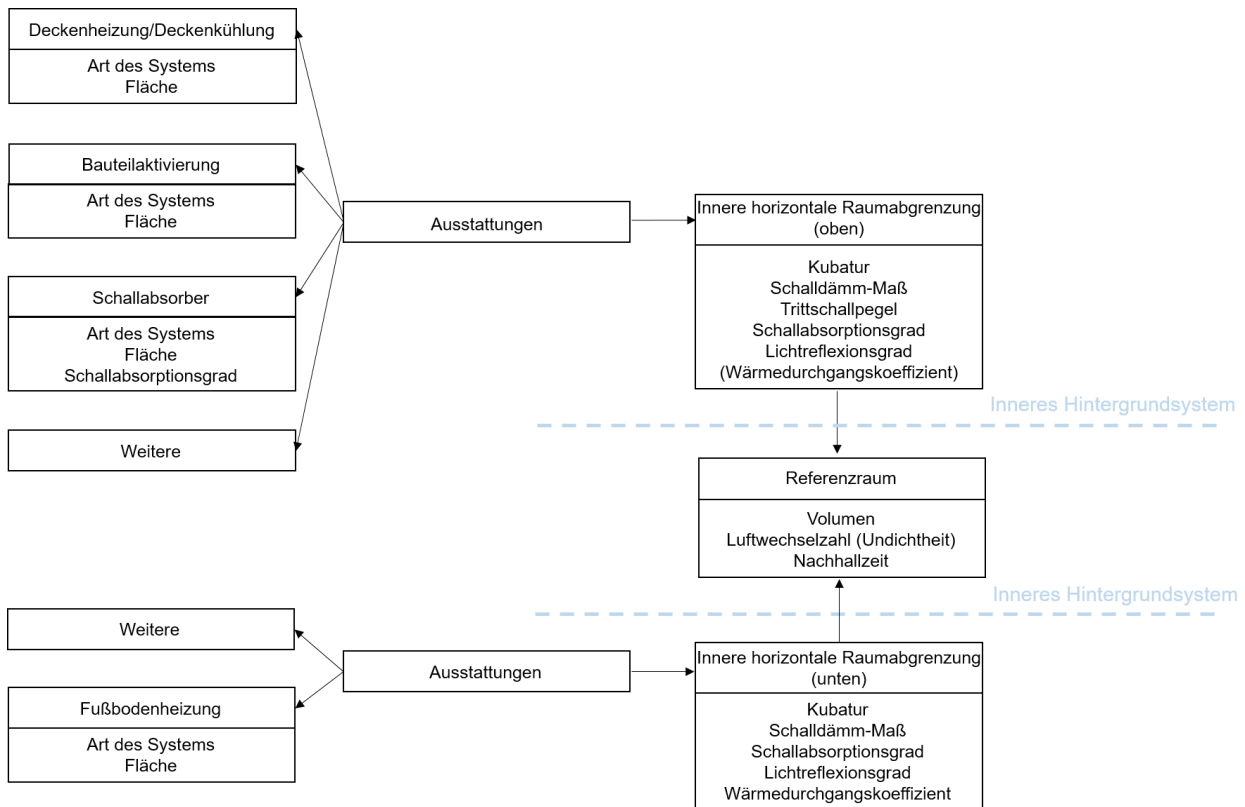 Deckenheizung/Deckenkühlung
Art des Systems
Fläche
Bauteilaktivierung
Art des Systems
Fläche
Ausstattungen
Innere horizontale Raumabgrenzung
(oben)
Kubatur
Schalldämm-Maß
Trittschallpegel
Schallabsorptionsgrad
Lichtreflexionsgrad
(Wärmedurchgangskoeffizient)
Schallabsorber
Art des Systems
Fläche
Schallabsorptionsgrad
Weitere
Inneres Hintergrundsystem
Referenzraum
Volumen
Luftwechselzahl (Undichtheit)
Nachhallzeit
Inneres Hintergrundsystem
Weitere
Fußbodenheizung
Art des Systems
Fläche
Ausstattungen
Innere horizontale Raumabgrenzung
(unten)
Kubatur
Schalldämm-Maß
Schallabsorptionsgrad
Lichtreflexionsgrad
Wärmedurchgangskoeffizient